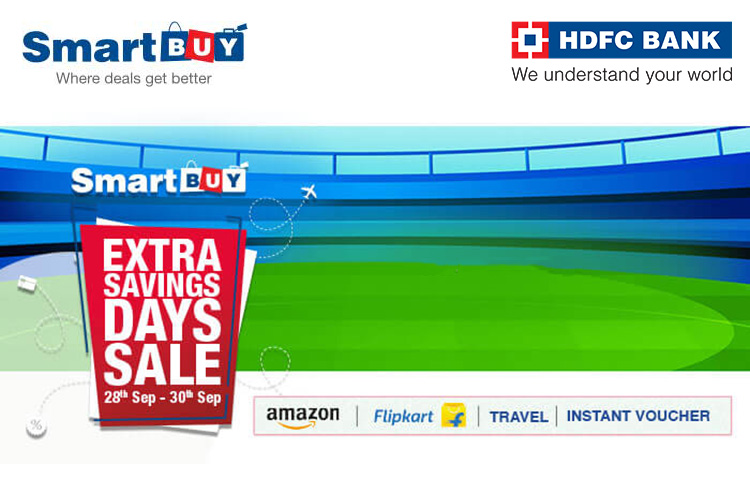 SmartBUY
Where deals get better
HDFC BANK
We understand your world
SmartBUY
EXTRA
SAVINGS
DAYS
SALE
28th Sep - 30th Sep
%
amazon | Flipkart | TRAVEL | INSTANT VOUCHER